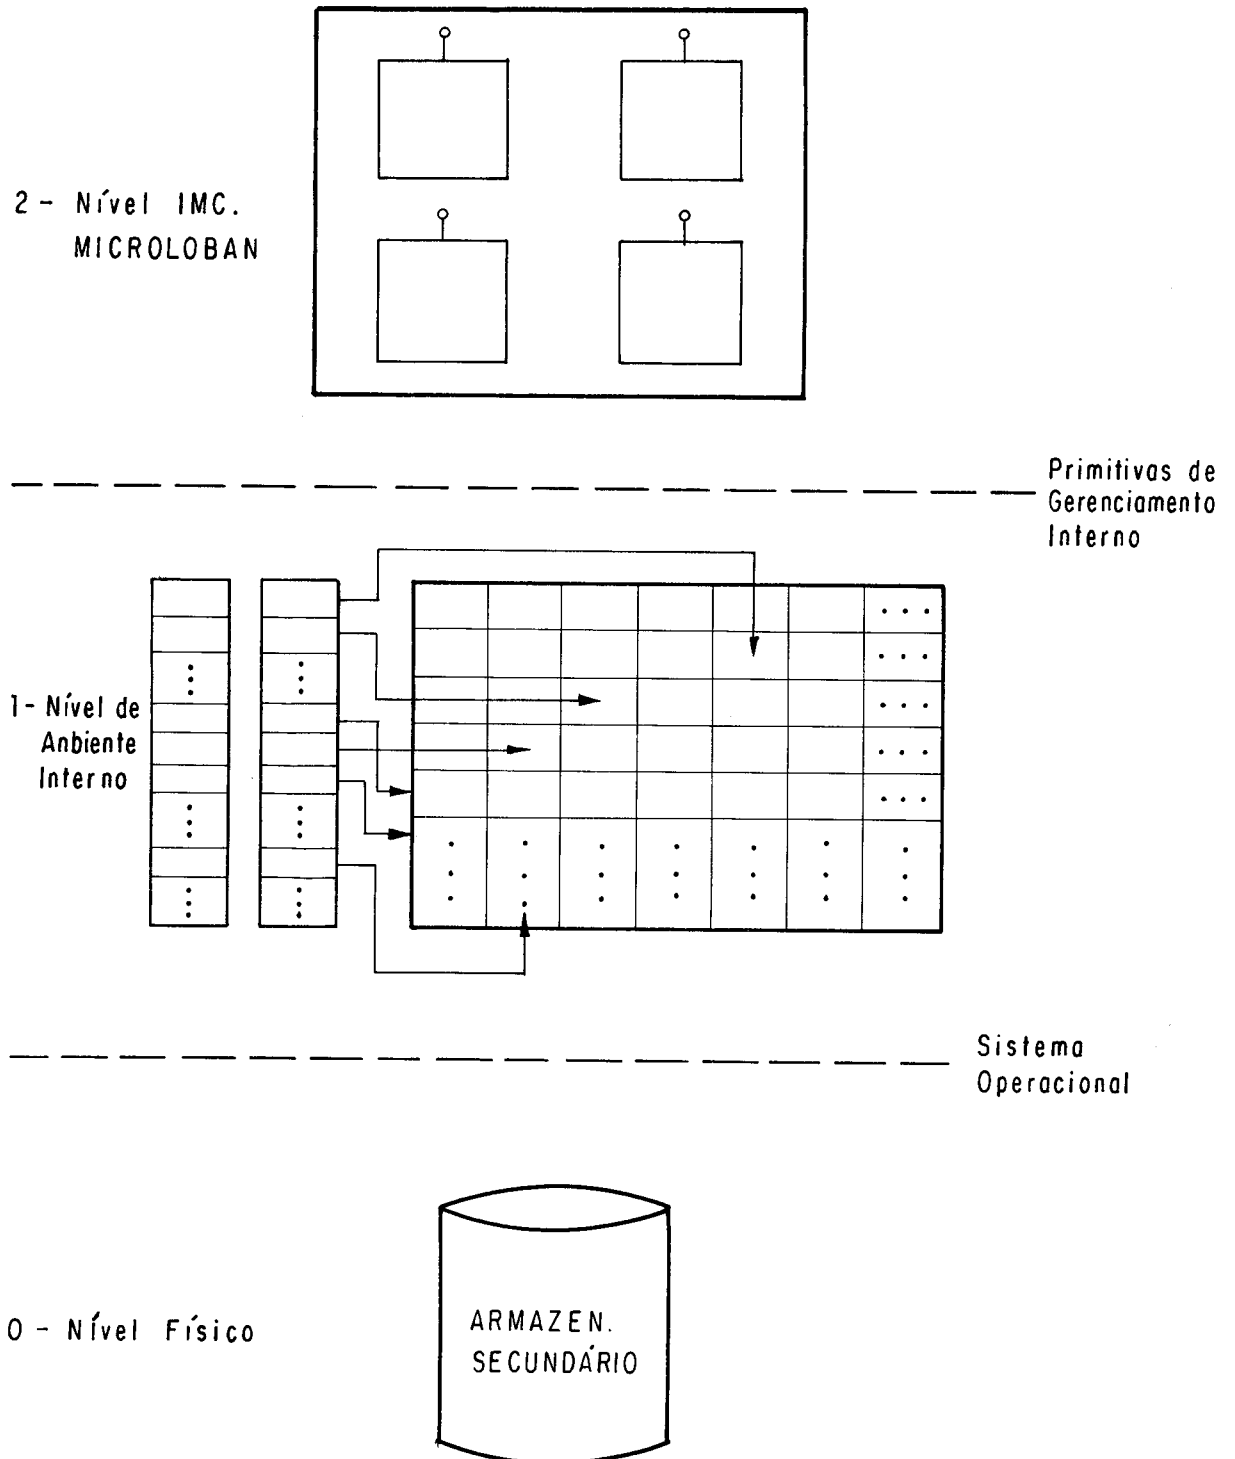 2 - Nível IMC.
MICROLOBAN
Primitivas de
Gerenciamento
Interno
1- Nível de
Anbiente
Interno
Sistema
Operacional
0 - Nível Físico
ARMAZEN.
SECUNDÁRIO